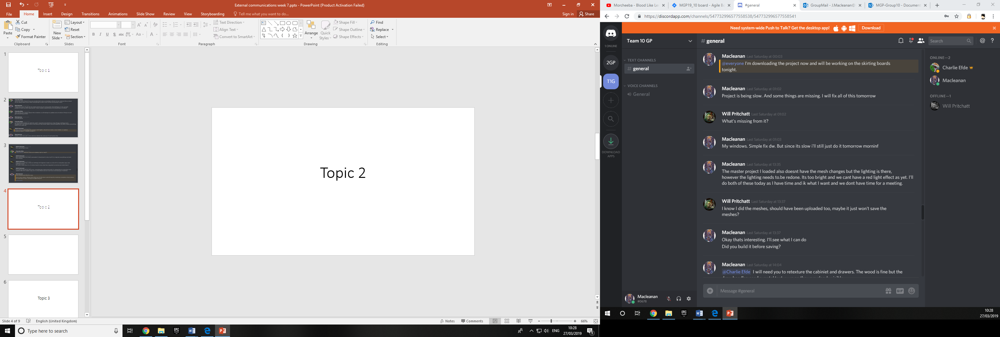 External communications week 7.pptx - PowerPoint (Product Activation Failed)
File Home Insert Design Transitions Animations Slide Show Review View Storyboarding Tell me what you want to do... Sign in Share
Cut
Copy
Format Painter
Paste
Clipboard
New Slide
Layout
Reset
Section
Slides
Font
Text Direction
Align Text
Convert to SmartArt
Paragraph
Arrange
Quick Styles
Shape Fill
Shape Outline
Shape Effects
Drawing
Find
Replace
Select
Editing
1
Topic 1
2
3
4
Topic 2
5
6
Topic 3
Topic 2
Slide 4 of 9 English (United Kingdom) Notes Comments 66%
Type here to search
EPIC GAMES
ENG
10:28
27/03/2019
Morcheeba - Blood Like Le
MGP19_10 board - Agile Bo
#general
GroupMail - J.Macleanan@
MGP-Group10 - Document
https://discordapp.com/channels/547732996577558538/547732996577558541
Need system-wide Push to Talk? Get the desktop app! Download
1 ONLINE
2GP
T1G
DOWNLOAD
APPS
Team 10 GP
TEXT CHANNELS
# general
VOICE CHANNELS
General
Macleanan
#0678
# general
Search
Macleanan Last Saturday at 00:03
@everyone I'm downloading the project now and will be working on the skirting boards
tonight.
Macleanan Last Saturday at 01:02
Project is being slow. And some things are missing. I will fix all of this tomorrow
Will Pritchatt Last Saturday at 01:02
What's missing from it?
Macleanan Last Saturday at 01:03
My windows. Simple fix dw. But since its slow i'll still just do it tomorrow morninf
Macleanan Last Saturday at 13:35
The master project I loaded also doesnt have the mesh changes but the lighting is there,
however the lighting needs to.be redone. Its too bright and we cant have a red light effect as yet. I'll
do both of these today as I have time and ik what I want and we dont have time for a meeting.
Will Pritchatt Last Saturday at 13:37
I know I did the meshes, should have been uploaded too, maybe it just won't save the
meshes?
Macleanan Last Saturday at 13:37
Okay thats interesting. I'll.see what I can do
Did you build it before saving?
Macleanan Last Saturday at 14:04
@Charlie Efde I will need you to retexture the cabiniet and drawers. The wood is fine but the
Message #general
GIF
ONLINE—2
Charlie Efde
Macleanan
OFFLINE—1
Will Pritchatt
EPIC GAMES
10:28
27/03/2019